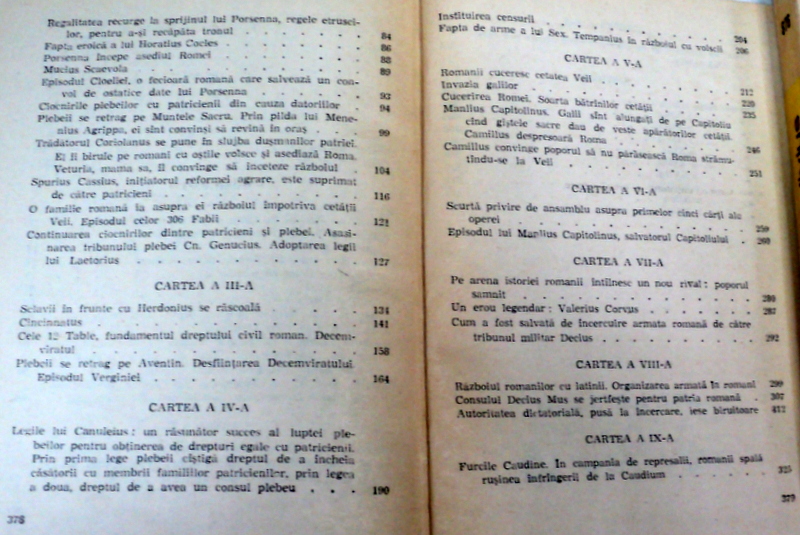 Regalitatea recurge la sprijinul lui Porsenna, regele etrusci-
lor, pentru a-și recăpăta tronul . . . . . . . . 84
Fapta eroică a lui Horatius Cocles . . . . . . . . 86
Porsenna începe asediul Romei . . . . . . . . 88
Mucius Scaevola . . . . . . . . 89
Episodul Cloeliei, o fecioară romană care salvează un con-
voi de ostatice date lui Porsenna . . . . . . . . 93
Ciocnirile plebeilor cu patricienii din cauza datoriilor . 94
Plebeii se retrag pe Muntele Sacru. Prin pilda lui Mene-
nius Agrippa, ei sînt convinși să revină în oraș . . . 99
Trădătorul Coriolanus se pune în slujba dușmanilor patriei.
El îi biruie pe romani cu oștile volsce și asediază Roma.
Veturia, mama sa, îl convinge să înceteze războiul . 104
Spurius Cassius, inițiatorul reformei agrare, este suprimat
de către patricieni . . . . . . . . 116
O familie romană ia asupra ei războiul împotriva cetății
Veii. Episodul celor 306 Fabii . . . . . . . . 121
Continuarea ciocnirilor dintre patricieni și plebei. Asasi-
narea tribunului plebei Cn. Genucius. Adoptarea legii
lui Laetorius . . . . . . . . 127
CARTEA A III-A
Sclavii în frunte cu Herdonius se răscoală . . . . 134
Cincinnatus . . . . . . . . 141
Cele 12 Table, fundamentul dreptului civil roman. Decem-
viratul . . . . . . . . 158
Plebeii se retrag pe Aventin. Desființarea Decemviratului.
Episodul Verginiei . . . . . . . . 164
CARTEA A IV-A
Legile lui Canuleius : un răsunător succes al luptei ple-
beilor pentru obținerea de drepturi egale cu patricienii.
Prin prima lege plebeii cîștigă dreptul de a încheia
căsătorii cu membrii familiilor patricienilor, prin legea
a doua, dreptul de a avea un consul plebeu . . . 190
378
Instituirea censurii . . . . . . . . 204
Fapta de arme a lui Sex. Tempanius în războiul cu volscii 206
CARTEA A V-A
Romanii cuceresc cetatea Veii . . . . . . . . 212
Invazia galilor . . . . . . . . 220
Cucerirea Romei. Soarta bătrînilor cetății . . . . 225
Manlius Capitolinus. Galii sînt alungați de pe Capitoliu
cînd gîștele sacre dau de veste apărătorilor cetății.
Camillus despresoară Roma . . . . . . . . 246
Camillus convinge poporul să nu părăsească Roma strămu-
tîndu-se la Veii . . . . . . . . 251
CARTEA A VI-A
Scurtă privire de ansamblu asupra primelor cinci cărți ale
operei . . . . . . . . 259
Episodul lui Manlius Capitolinus, salvatorul Capitoliului . 260
CARTEA A VII-A
Pe arena istoriei romanii întîlnesc un nou rival : poporul
samnit . . . . . . . . 280
Un erou legendar : Valerius Corvus . . . . . . . . 287
Cum a fost salvată de încercuire armata romană de către
tribunul militar Decius . . . . . . . . 292
CARTEA A VIII-A
Războiul romanilor cu latinii. Organizarea armată la romani 299
Consulul Decius Mus se jertfește pentru patria romană . 307
Autoritatea dictatorială, pusă la încercare, iese biruitoare 312
CARTEA A IX-A
Furcile Caudine. In campania de represalii, romanii spală
rușinea înfrîngerii de la Caudium . . . . . . . . 325
379